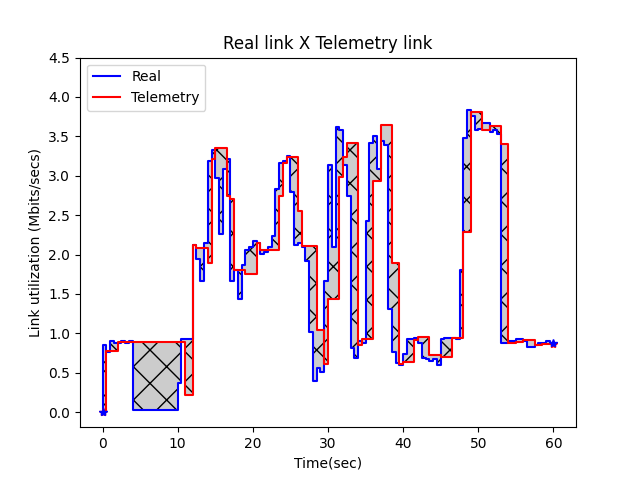 Real link X Telemetry link
Link utilization (Mbits/secs)
4.5
4.0
3.5
3.0
2.5
2.0
1.5
1.0
0.5
0.0
Real
Telemetry
0 10 20 30 40 50 60
Time(sec)